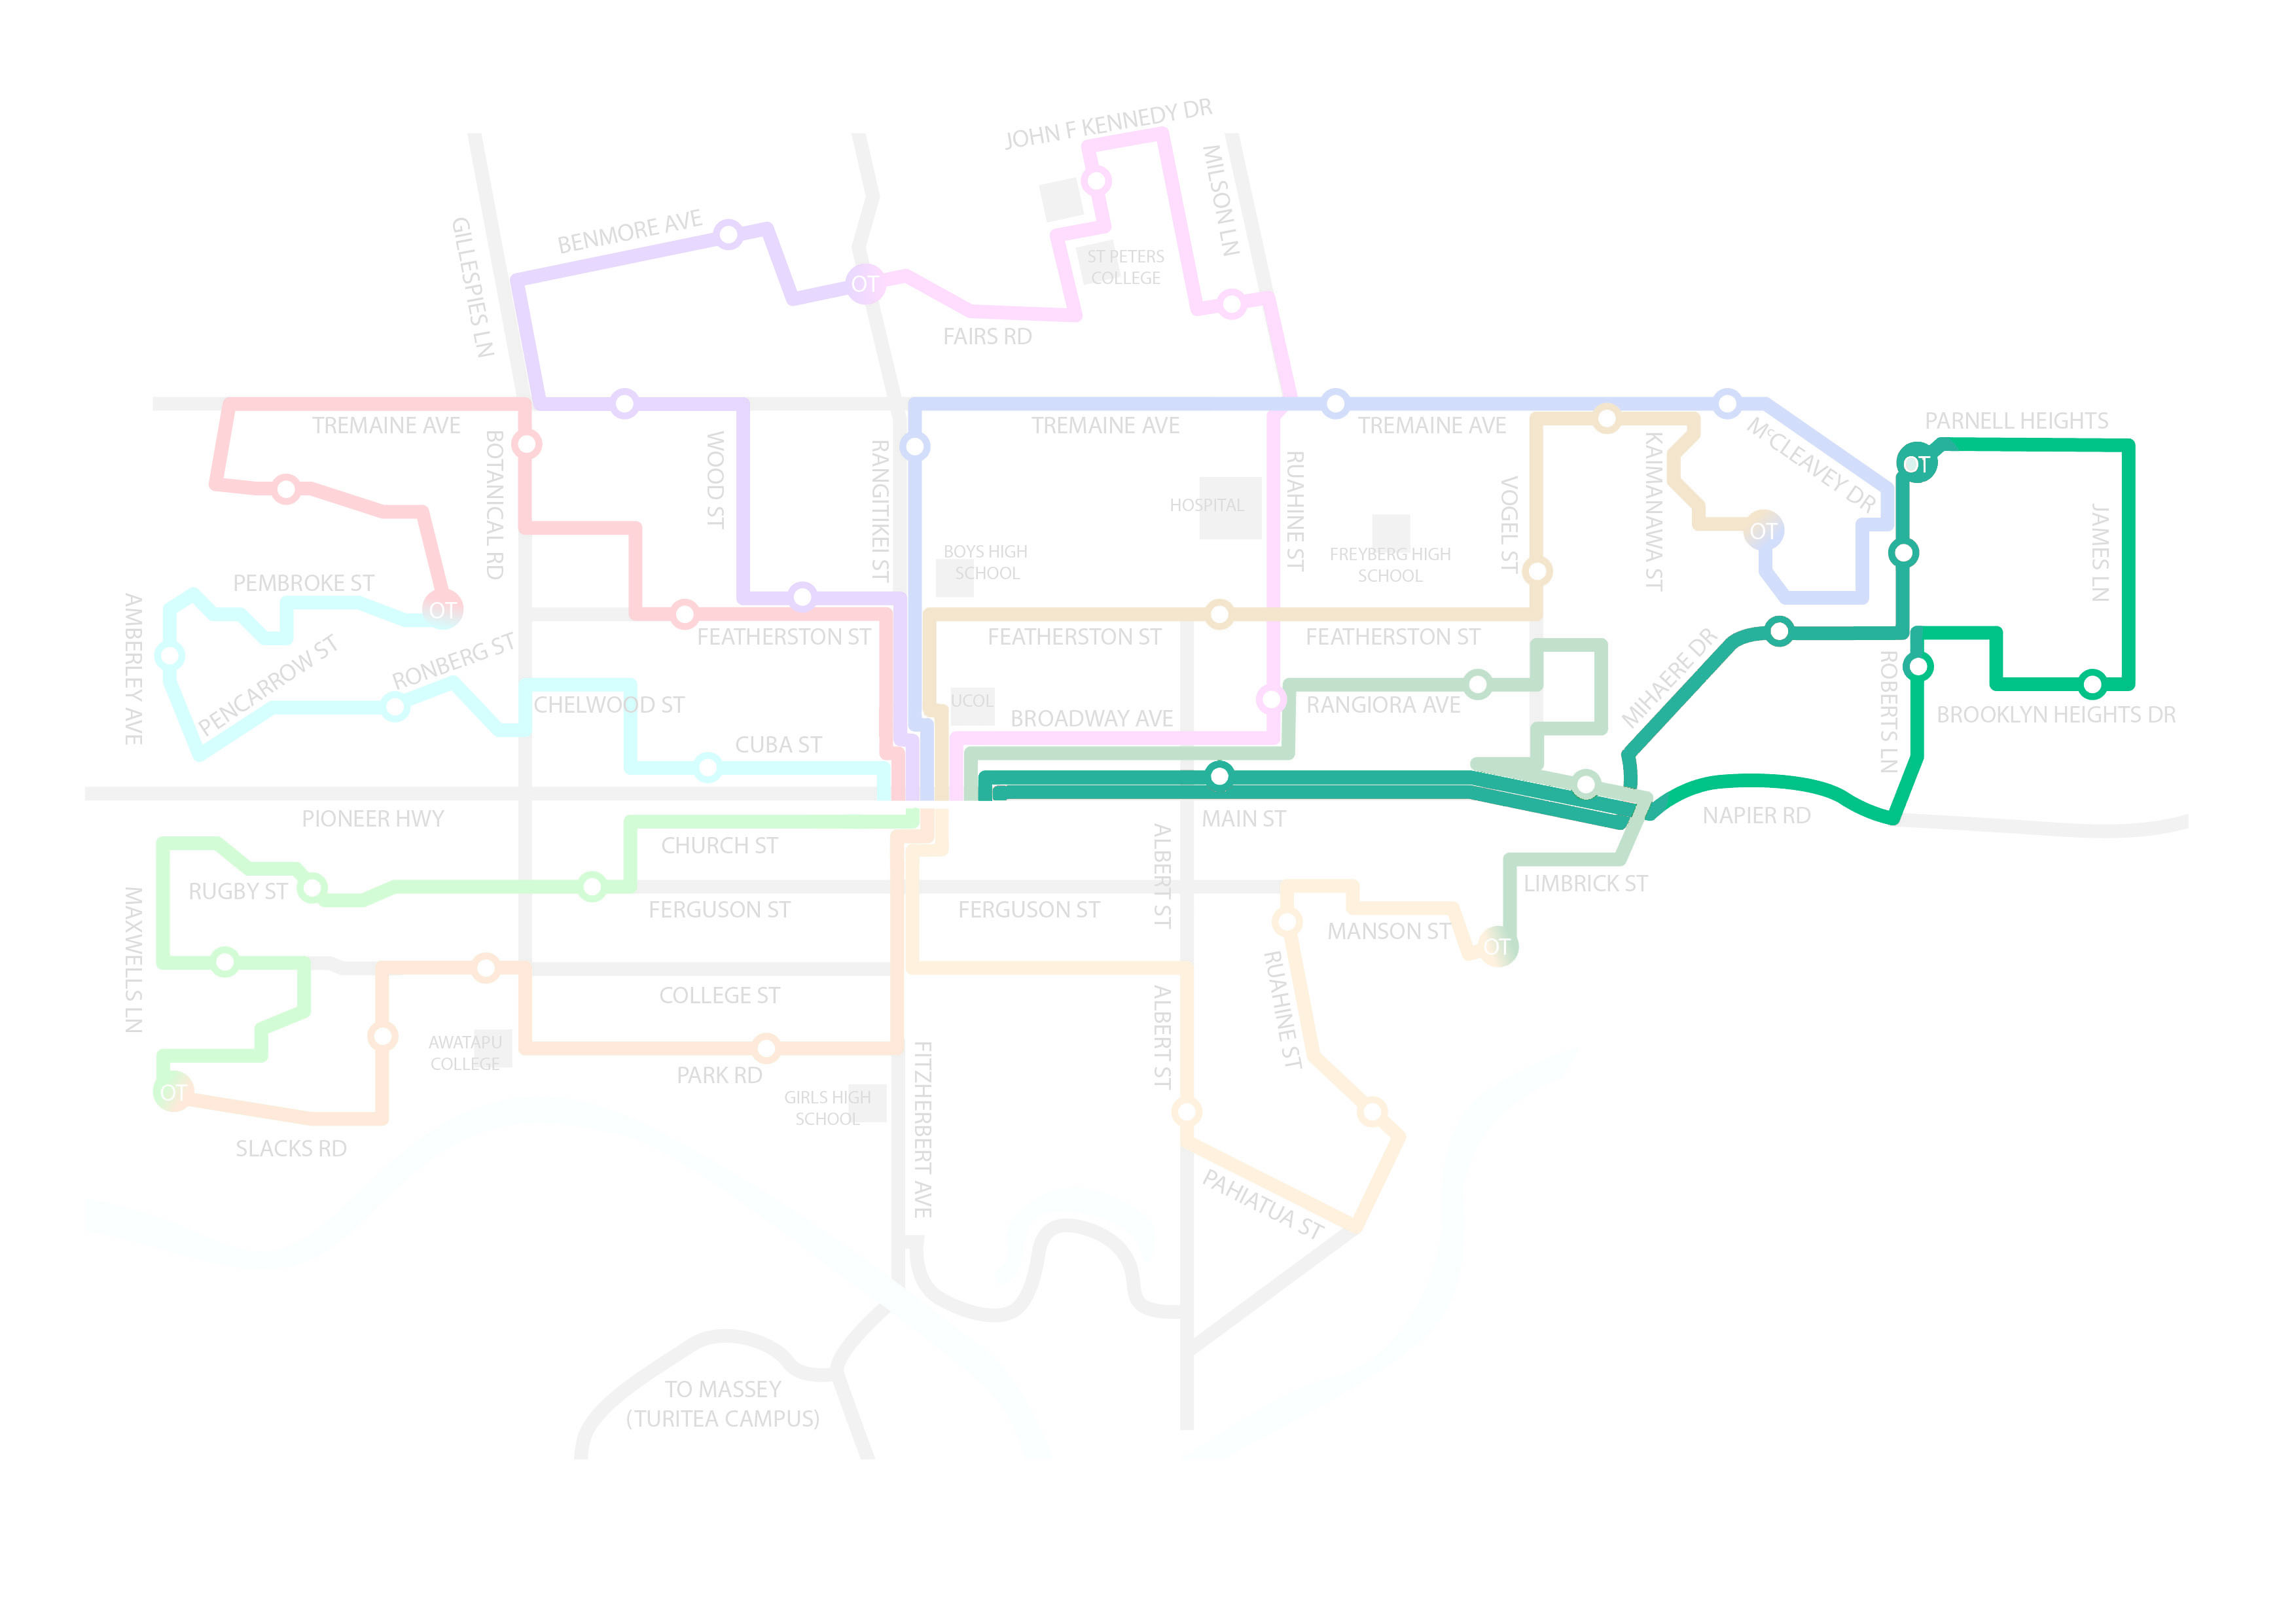 JOHN F KENNEDY DR
MILSON LN
GILLESPIES LN
BENMORE AVE
ST PETERS
COLLEGE
OT
FAIRS RD
TREMAINE AVE
TREMAINE AVE
TREMAINE AVE
PARNELL HEIGHTS
BOTANICAL RD
WOOD ST
RANGITIKEI ST
RUAHINE ST
VOGEL ST
KAIMANAWA ST
McCLEAVEY DR
OT
HOSPITAL
JAMES LN
OT
BOYS HIGH
SCHOOL
FREYBERG HIGH
SCHOOL
PEMBROKE ST
OT
AMBERLEY AVE
PENCARROW ST
RONBERG ST
FEATHERSTON ST
FEATHERSTON ST
FEATHERSTON ST
MIHAERE DR
ROBERTS LN
CHELWOOD ST
UCOL
BROADWAY AVE
RANGIORA AVE
BROOKLYN HEIGHTS DR
CUBA ST
PIONEER HWY
MAIN ST
NAPIER RD
CHURCH ST
ALBERT ST
RUGBY ST
LIMBRICK ST
MAXWELLS LN
FERGUSON ST
FERGUSON ST
MANSON ST
OT
RUAHINE ST
COLLEGE ST
ALBERT ST
AWATAPU
COLLEGE
PARK RD
FITZHERBERT AVE
OT
GIRLS HIGH
SCHOOL
SLACKS RD
PAHIATUA ST
TO MASSEY
(TURITEA CAMPUS)